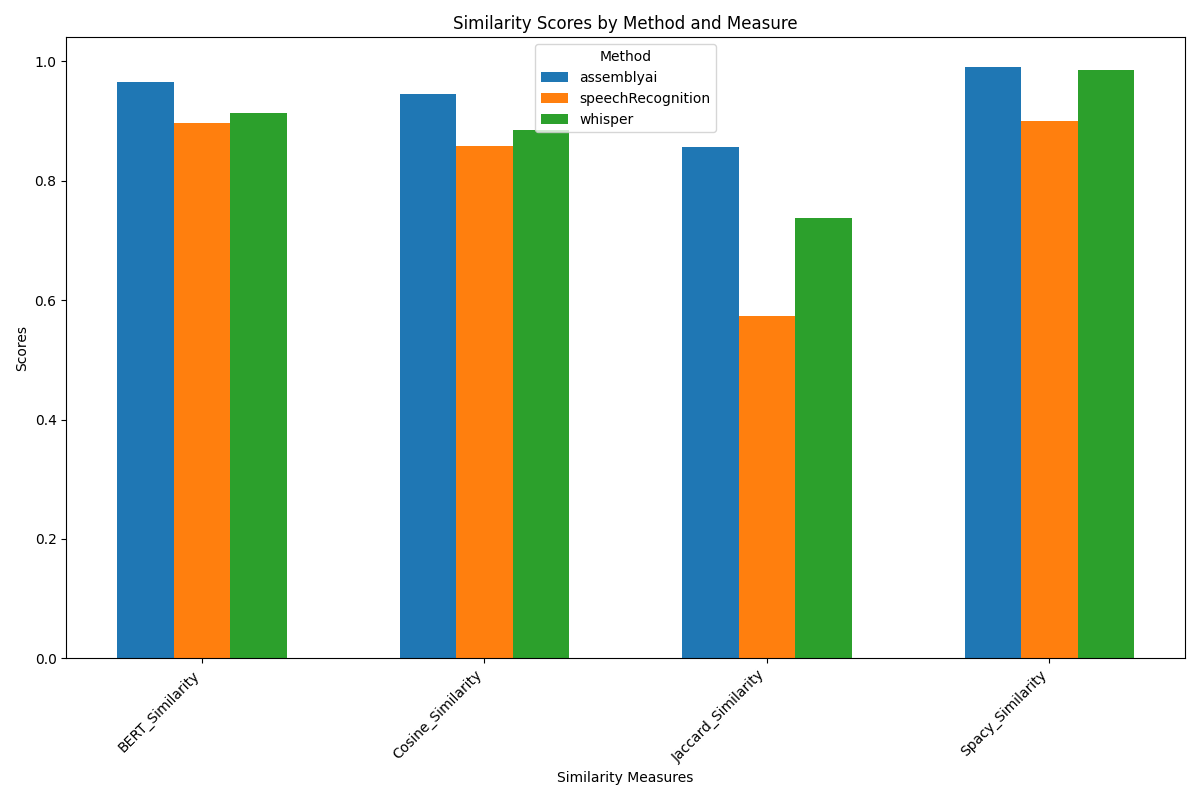 Similarity Scores by Method and Measure
Method
assemblyai
speechRecognition
whisper
1.0
0.8
0.6
0.4
0.2
0.0
Scores
BERT_Similarity
Cosine_Similarity
Jaccard_Similarity
Spacy_Similarity
Similarity Measures